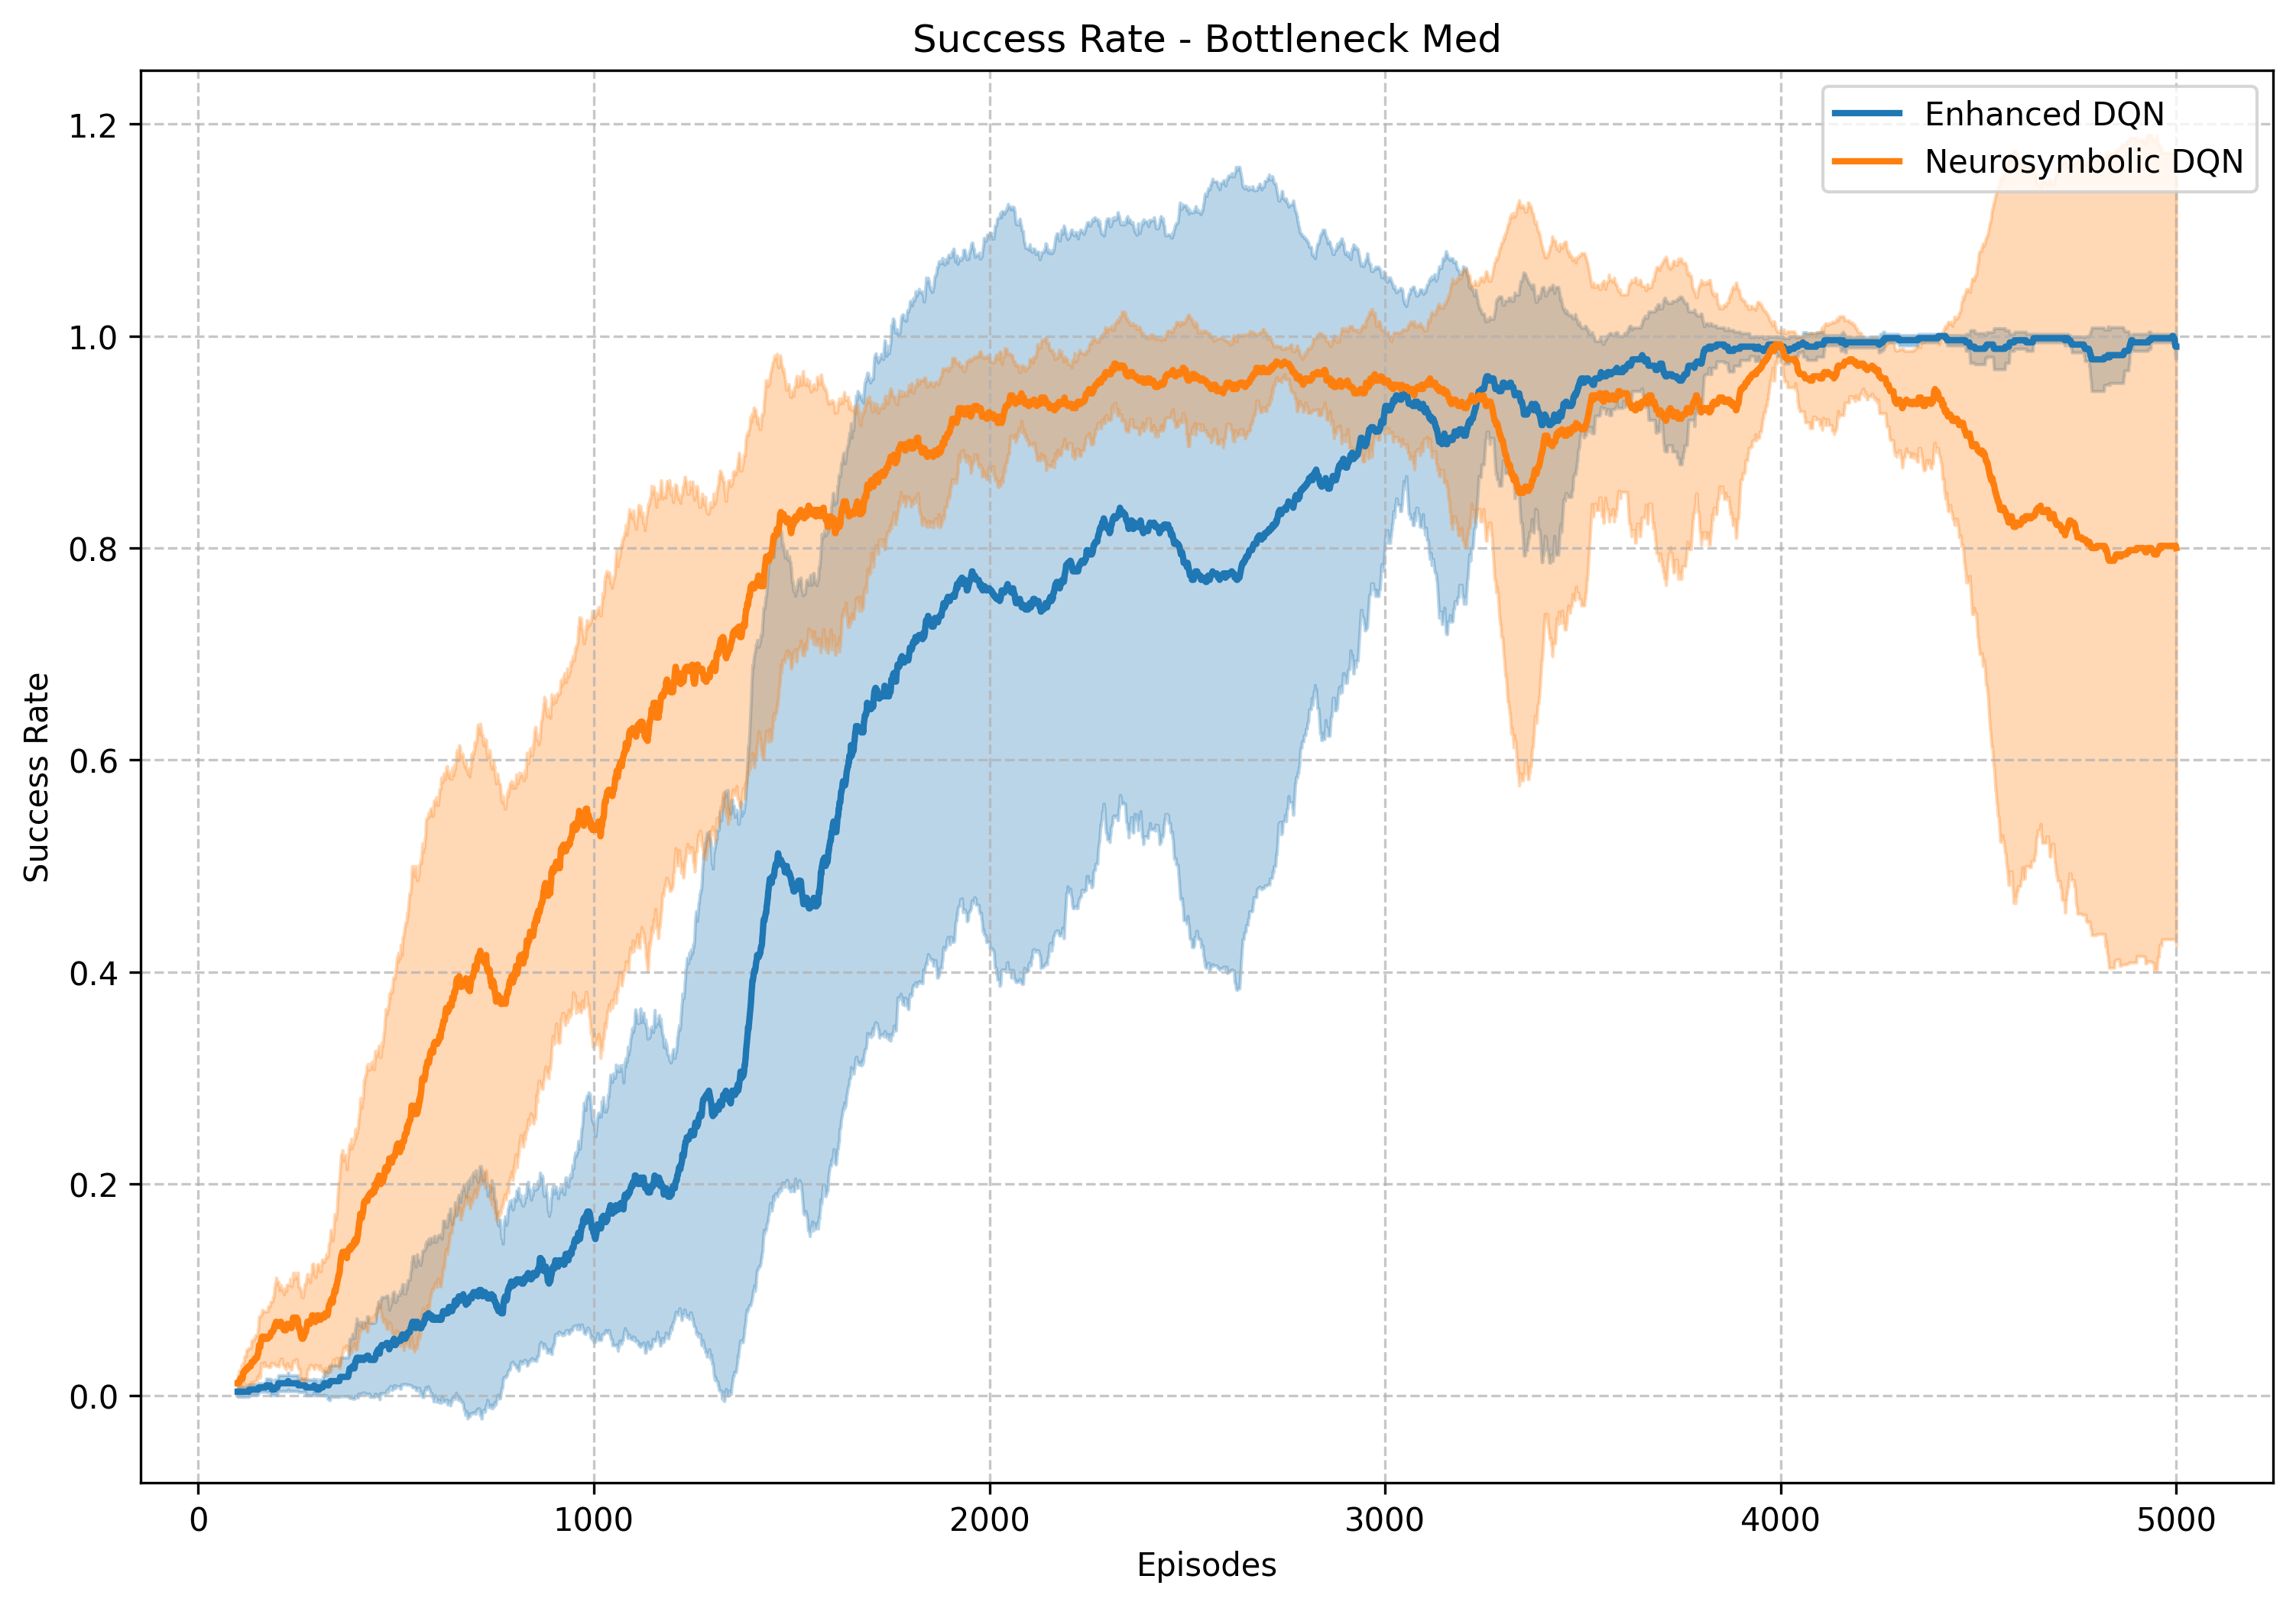 Success Rate - Bottleneck Med
Enhanced DQN
Neurosymbolic DQN
1.2
1.0
0.8
0.6
0.4
0.2
0.0
Success Rate
0 1000 2000 3000 4000 5000
Episodes